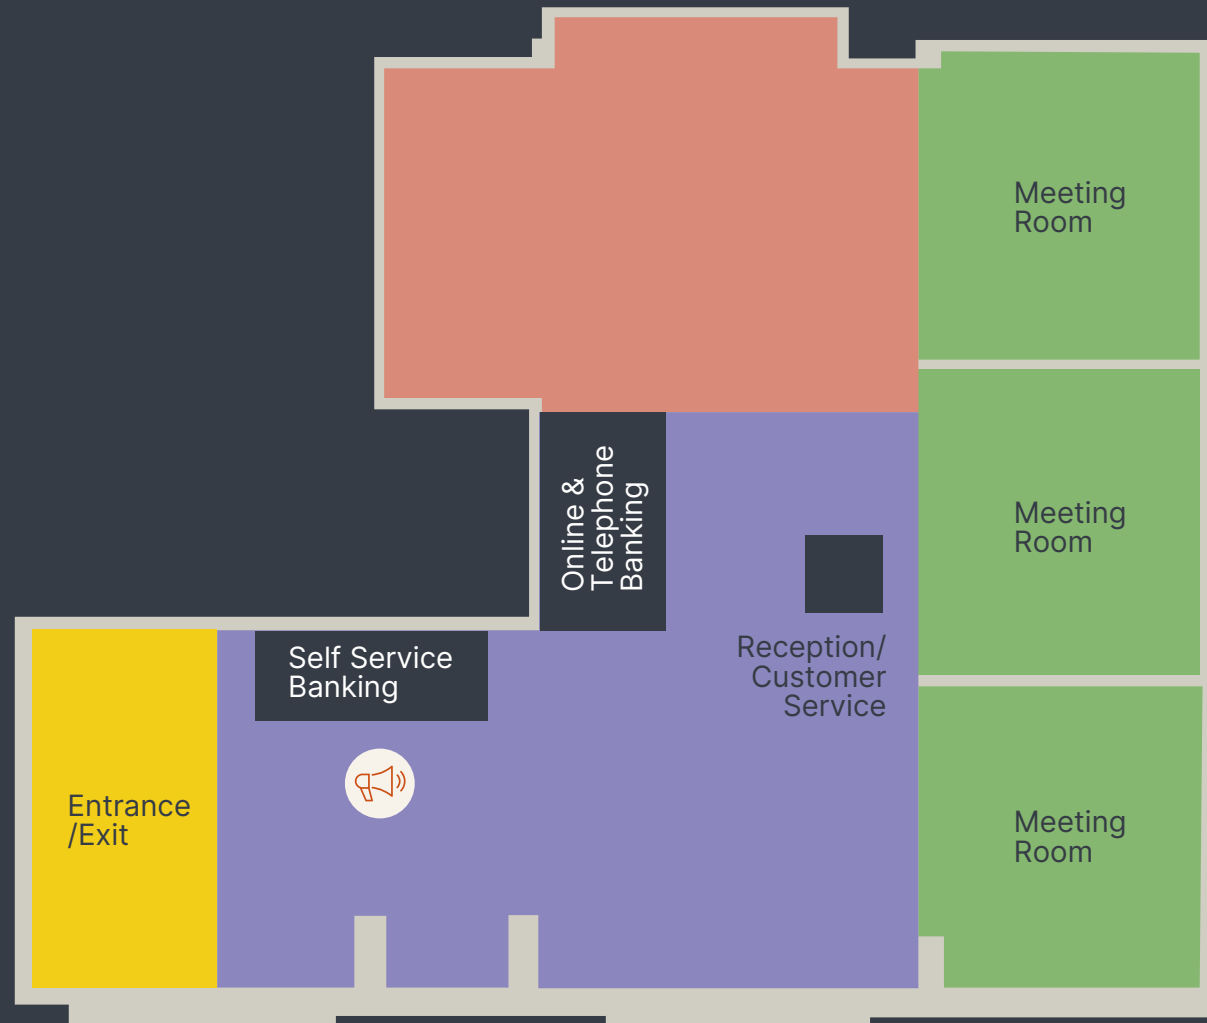 Meeting
Room
Online &
Telephone
Banking
Meeting
Room
Self Service
Banking
Reception/
Customer
Service
Entrance
/Exit
Meeting
Room